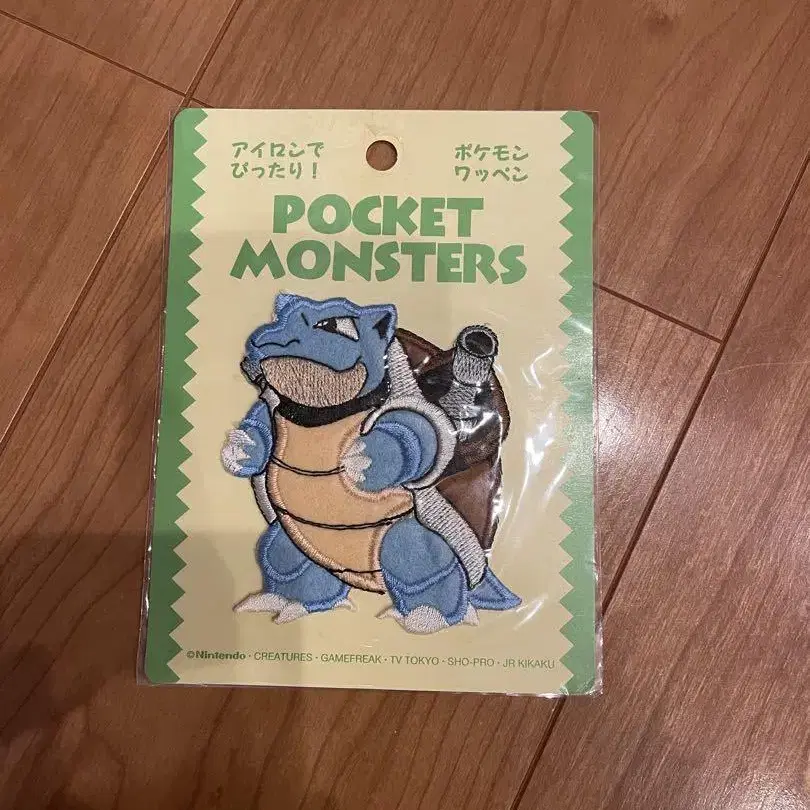 アイロンで
ぴったり！
ポケモン
ワッペン
POCKET
MONSTERS
©Nintendo・CREATURES・GAMEFREAK・TV TOKYO・SHO-PRO・JR KIKAKU